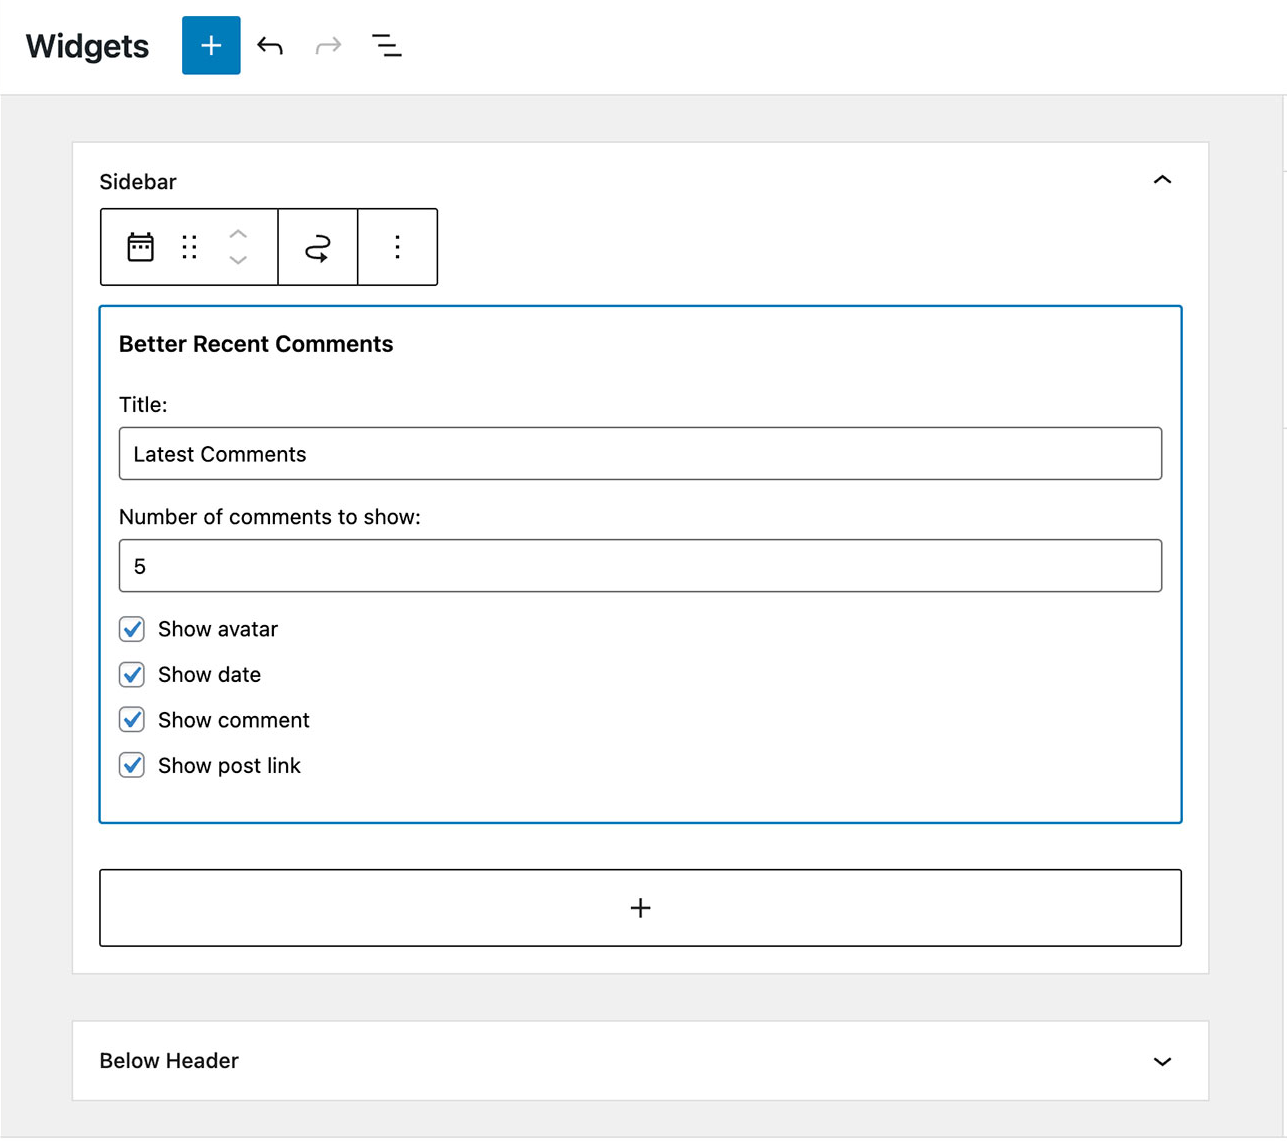 Widgets
Sidebar
Better Recent Comments
Title:
Latest Comments
Number of comments to show:
5
Show avatar
Show date
Show comment
Show post link
Below Header